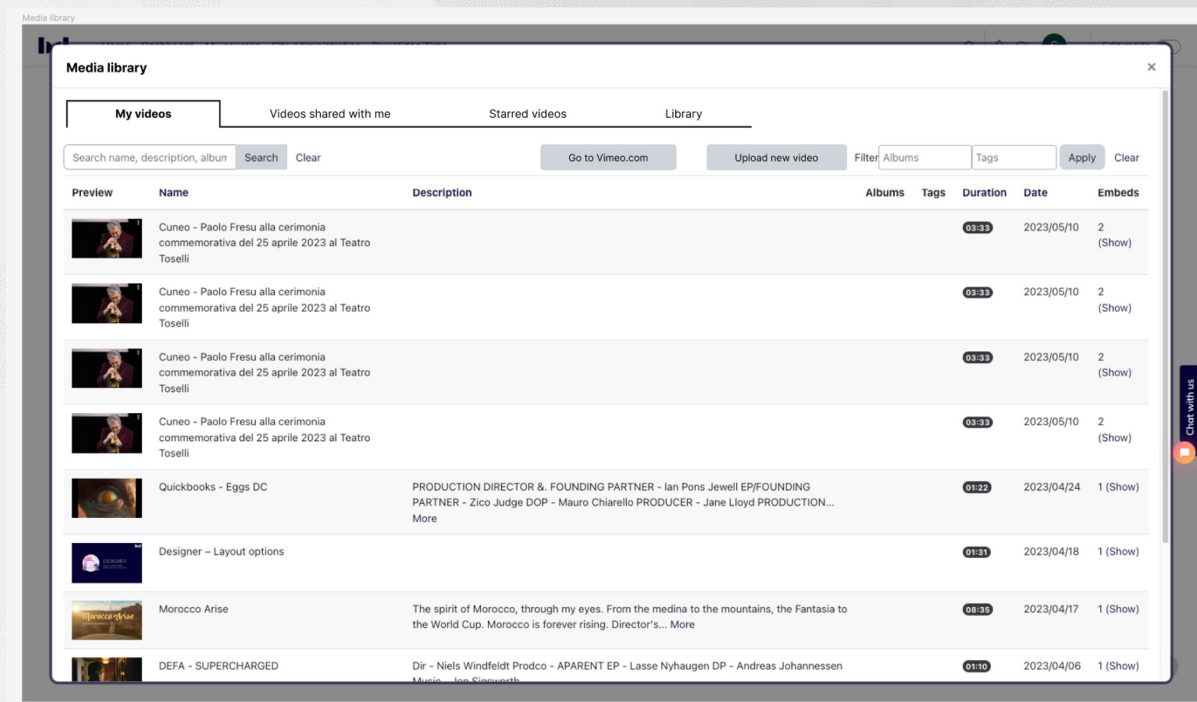 Media library
Media library
×
My videos
Videos shared with me
Starred videos
Library
Search name, description, albun
Search
Clear
Go to Vimeo.com
Upload new video
Filter
Albums
Tags
Apply
Clear
Preview
Name
Description
Albums
Tags
Duration
Date
Embeds
Cuneo - Paolo Fresu alla cerimonia
commemorativa del 25 aprile 2023 al Teatro
Toselli
03:33
2023/05/10
2
(Show)
Cuneo - Paolo Fresu alla cerimonia
commemorativa del 25 aprile 2023 al Teatro
Toselli
03:33
2023/05/10
2
(Show)
Cuneo - Paolo Fresu alla cerimonia
commemorativa del 25 aprile 2023 al Teatro
Toselli
03:33
2023/05/10
2
(Show)
Cuneo - Paolo Fresu alla cerimonia
commemorativa del 25 aprile 2023 al Teatro
Toselli
03:33
2023/05/10
2
(Show)
Quickbooks - Eggs DC
PRODUCTION DIRECTOR &. FOUNDING PARTNER - Ian Pons Jewell EP/FOUNDING
PARTNER - Zico Judge DOP - Mauro Chiarello PRODUCER - Jane Lloyd PRODUCTION...
More
01:22
2023/04/24
1 (Show)
DESIGNER
Designer – Layout options
01:31
2023/04/18
1 (Show)
Morocco Arise
Morocco Arise
The spirit of Morocco, through my eyes. From the medina to the mountains, the Fantasia to
the World Cup. Morocco is forever rising. Director's... More
08:35
2023/04/17
1 (Show)
DEFA - SUPERCHARGED
Dir - Niels Windfeldt Prodco - APARENT EP - Lasse Nyhaugen DP - Andreas Johannessen
01:10
2023/04/06
1 (Show)
Chat with us